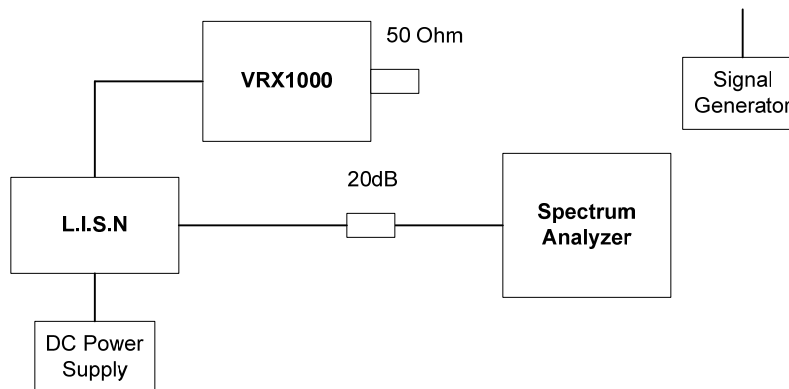 50 Ohm
VRX1000
Signal
Generator
20dB
L.I.S.N
Spectrum
Analyzer
DC Power
Supply